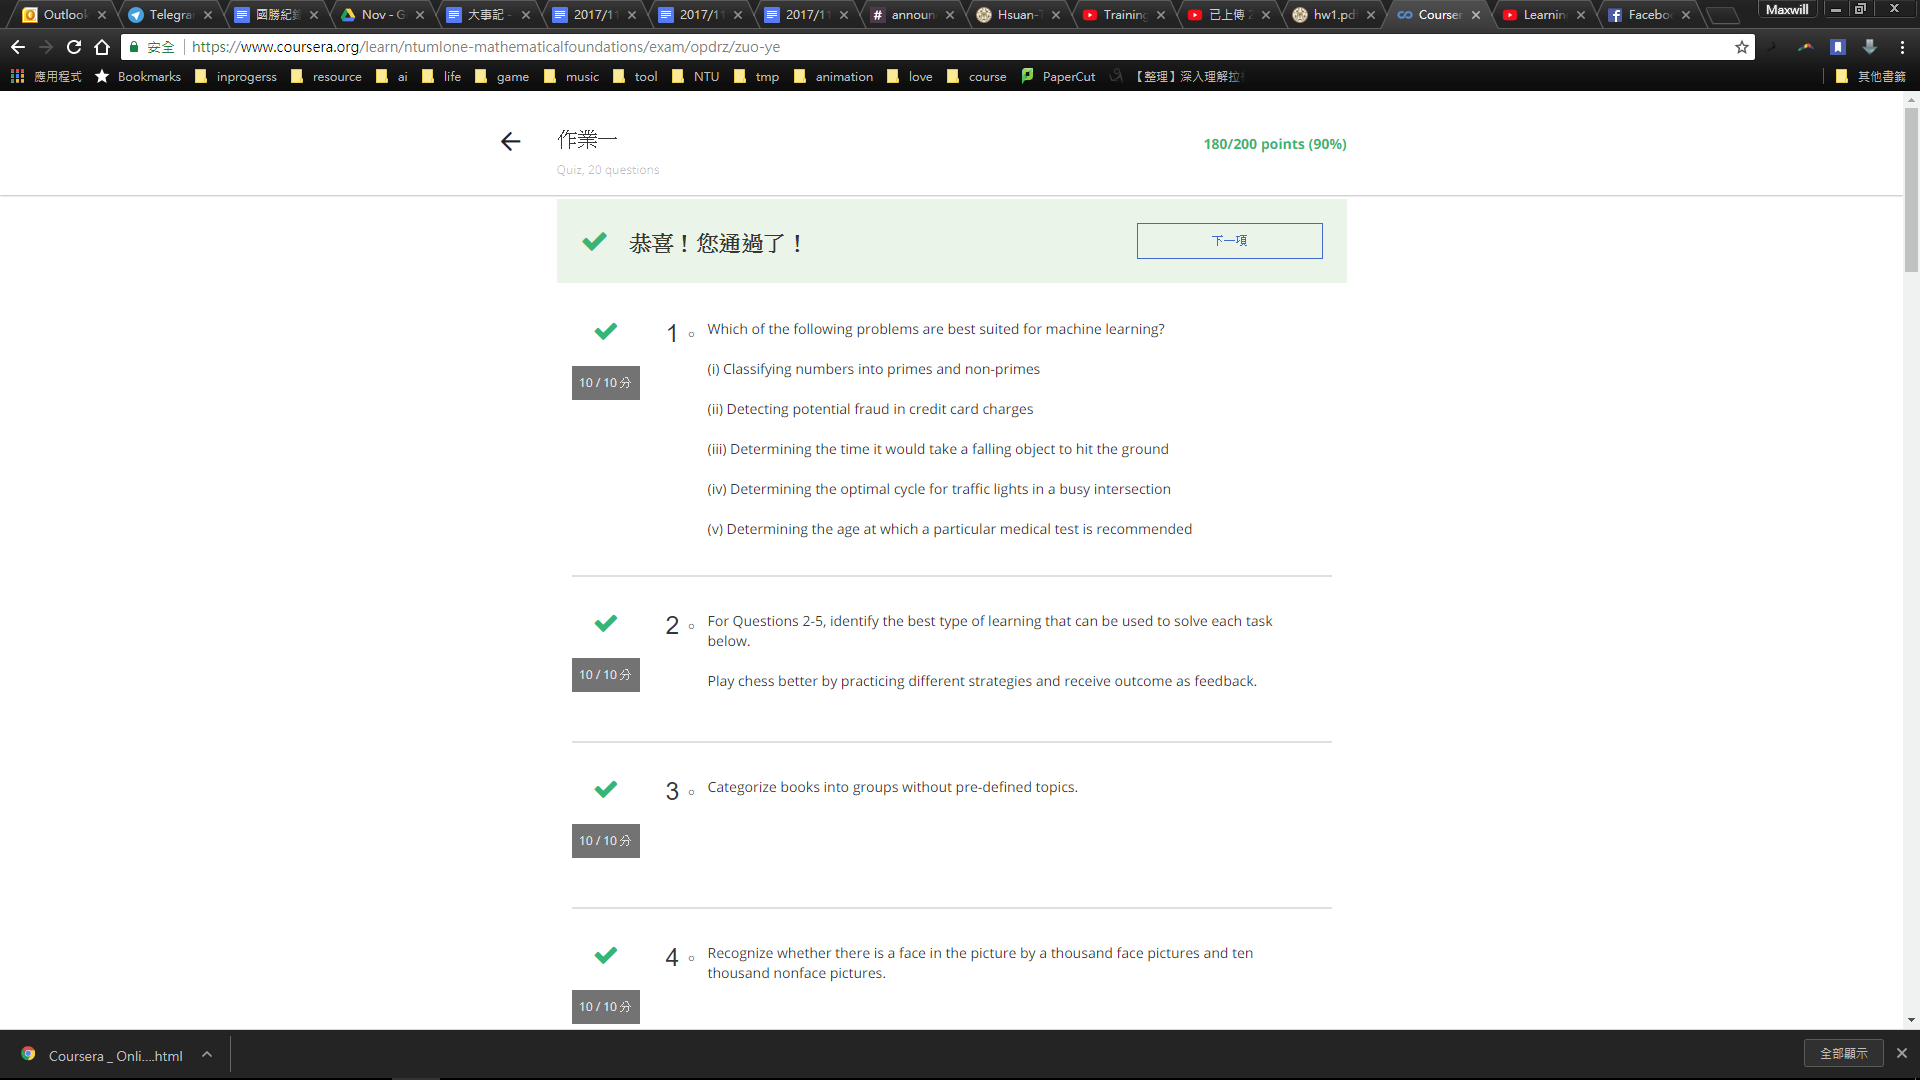 Outlook
Telegra
國勝紀
Nov - G
大事記 -
2017/11
2017/11
2017/11
announ
Hsuan-T
Training
已上傳 2
hw1.pd
Courser
Learnin
Facebo
Maxwill
安全
https://www.coursera.org/learn/ntumlone-mathematicalfoundations/exam/opdrz/zuo-ye
應用程式
Bookmarks
inprogerss
resource
ai
life
game
music
tool
NTU
tmp
animation
love
course
PaperCut
【整理】深入理解拉
其他書籤
作業一
180/200 points (90%)
Quiz, 20 questions
恭喜！您通過了！
下一項
1。 Which of the following problems are best suited for machine learning?
(i) Classifying numbers into primes and non-primes
10 / 10 分
(ii) Detecting potential fraud in credit card charges
(iii) Determining the time it would take a falling object to hit the ground
(iv) Determining the optimal cycle for traffic lights in a busy intersection
(v) Determining the age at which a particular medical test is recommended
2。 For Questions 2-5, identify the best type of learning that can be used to solve each task
below.
10 / 10 分
Play chess better by practicing different strategies and receive outcome as feedback.
3。 Categorize books into groups without pre-defined topics.
10 / 10 分
4。 Recognize whether there is a face in the picture by a thousand face pictures and ten
thousand nonface pictures.
10 / 10 分
Coursera _ Onli....html
全部顯示